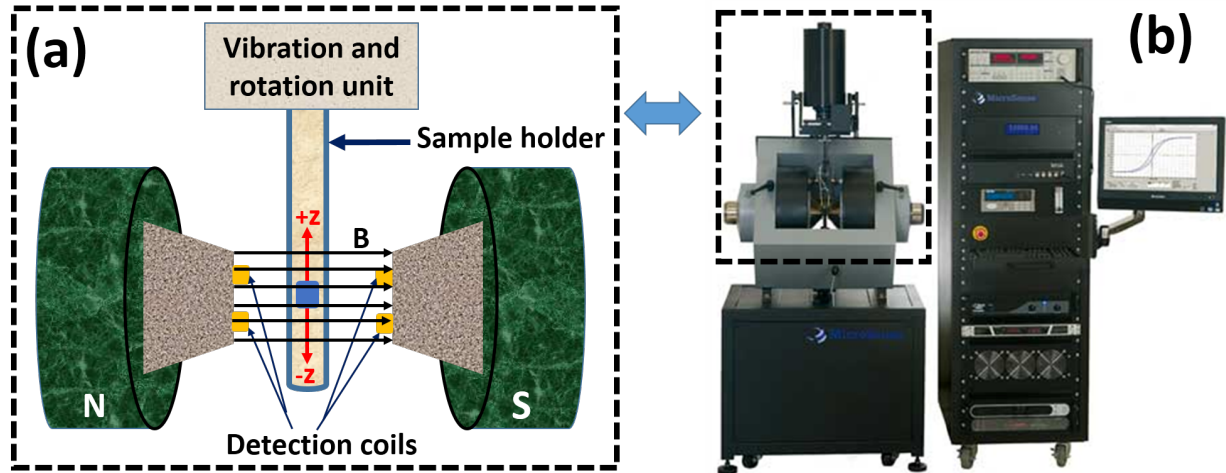 (a)
Vibration and
rotation unit
Sample holder
+z
B
-z
N
S
Detection coils
(b)
MicroSense
MicroSense